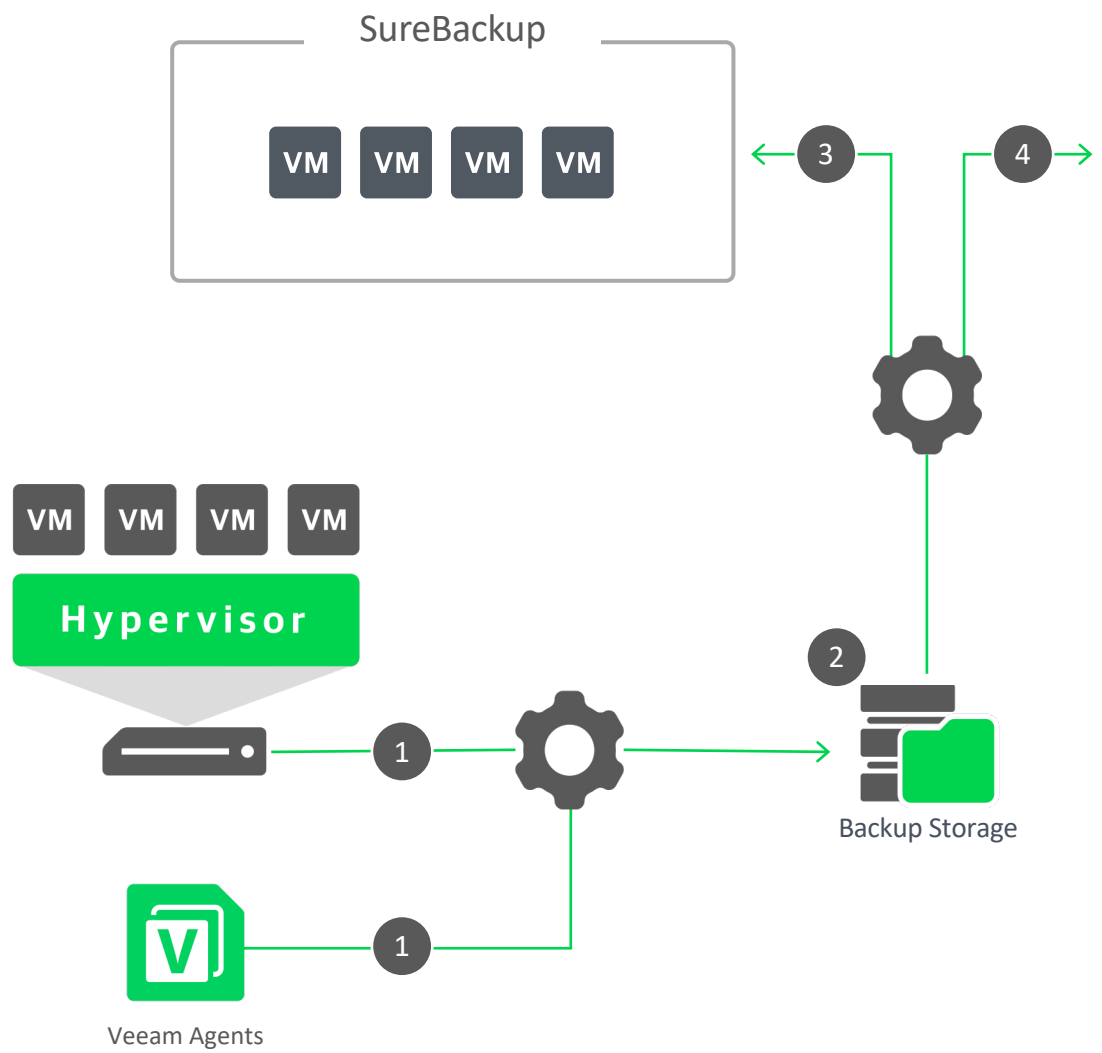 SureBackup
VM VM VM VM
3 4
VM VM VM VM
Hypervisor
2
1
Backup Storage
V
1
Veeam Agents